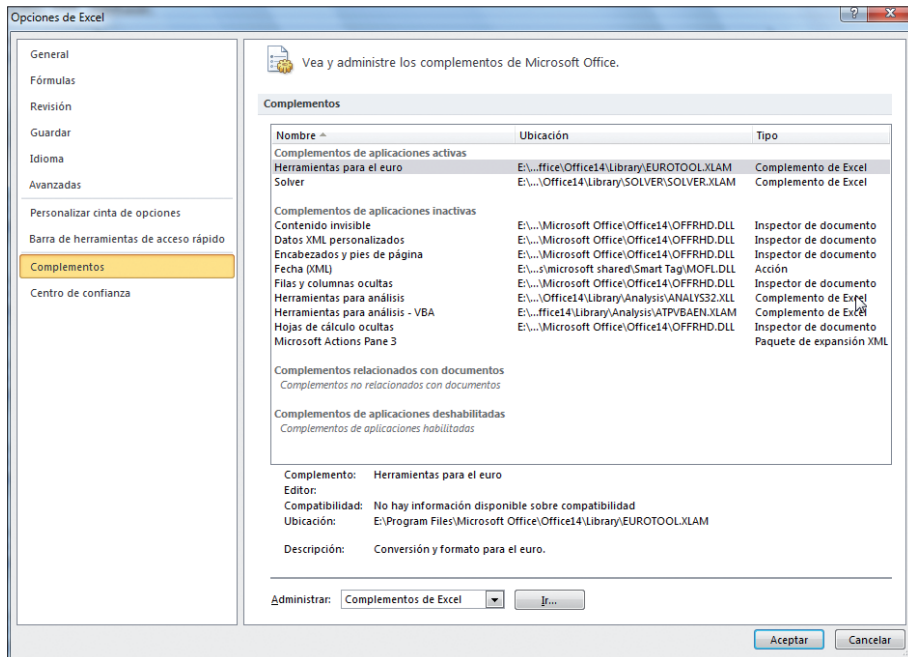 Opciones de Excel
General
Fórmulas
Revisión
Guardar
Idioma
Avanzadas
Personalizar cinta de opciones
Barra de herramientas de acceso rápido
Complementos
Centro de confianza
Vea y administre los complementos de Microsoft Office.
Complementos
Nombre Ubicación Tipo
Complementos de aplicaciones activas
Herramientas para el euro E:\...ffice\Office14\Library\EUROTOOL.XLAM Complemento de Excel
Solver E:\...\Office14\Library\SOLVER\SOLVER.XLAM Complemento de Excel
Complementos de aplicaciones inactivas
Contenido invisible E:\...\Microsoft Office\Office14\OFFRHD.DLL Inspector de documento
Datos XML personalizados E:\...\Microsoft Office\Office14\OFFRHD.DLL Inspector de documento
Encabezados y pies de página E:\...\Microsoft Office\Office14\OFFRHD.DLL Inspector de documento
Fecha (XML) E:\...s\microsoft shared\Smart Tag\MOFL.DLL Acción
Filas y columnas ocultas E:\...\Microsoft Office\Office14\OFFRHD.DLL Inspector de documento
Herramientas para análisis E:\...\Office14\Library\Analysis\ANALYS32.XLL Complemento de Excel
Herramientas para análisis - VBA E:\...ffice14\Library\Analysis\ATPVBAEN.XLAM Complemento de Excel
Hojas de cálculo ocultas E:\...\Microsoft Office\Office14\OFFRHD.DLL Inspector de documento
Microsoft Actions Pane 3 Paquete de expansión XML
Complementos relacionados con documentos
Complementos no relacionados con documentos
Complementos de aplicaciones deshabilitadas
Complementos de aplicaciones habilitadas
Complemento: Herramientas para el euro
Editor:
Compatibilidad: No hay información disponible sobre compatibilidad
Ubicación: E:\Program Files\Microsoft Office\Office14\Library\EUROTOOL.XLAM
Descripción: Conversión y formato para el euro.
Administrar: Complementos de Excel Ir...
Aceptar Cancelar